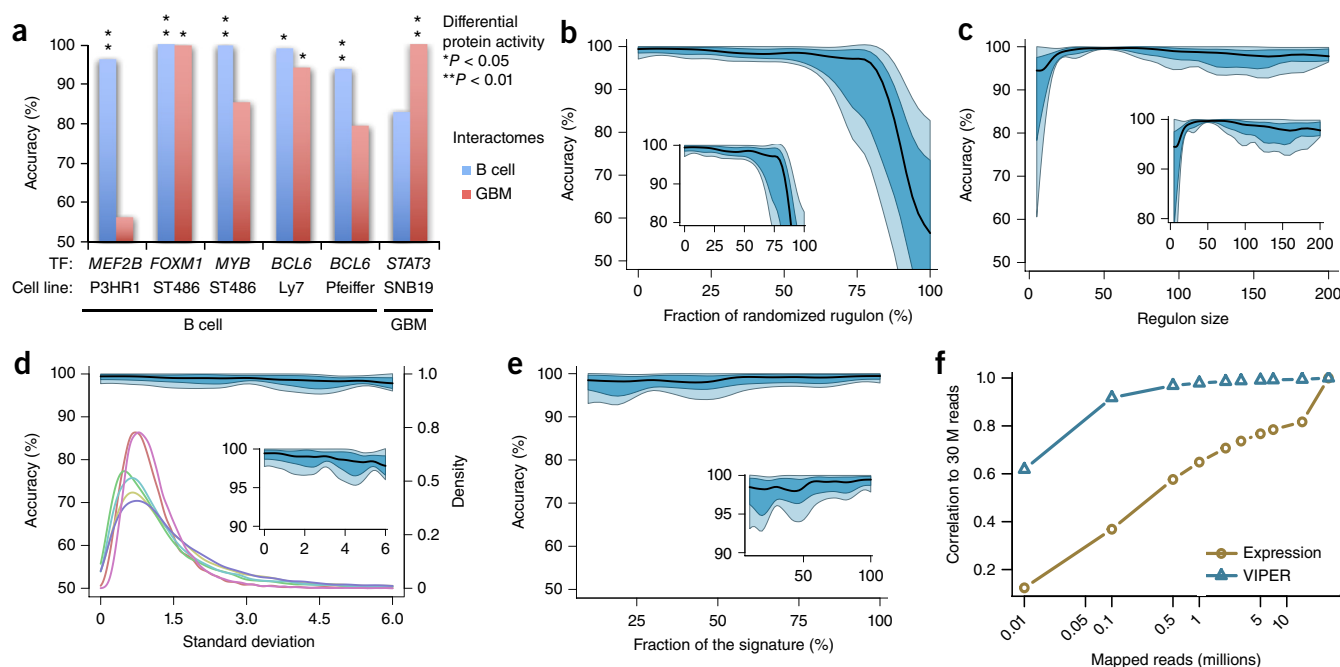 a
Accuracy (%)
100
90
80
70
60
50
* *
* *
*
* *
*
*
* *
* *
Differential
protein activity
*P < 0.05
**P < 0.01
Interactomes
B cell
GBM
TF: MEF2B FOXM1 MYB BCL6 BCL6 STAT3
Cell line: P3HR1 ST486 ST486 Ly7 Pfeiffer SNB19
B cell GBM
b
Accuracy (%)
100
90
80
70
60
50
100
90
80
0 25 50 75 100
0 25 50 75 100
Fraction of randomized rugulon (%)
c
Accuracy (%)
100
90
80
70
60
50
100
90
80
0 50 100 150 200
0 50 100 150 200
Regulon size
d
Accuracy (%)
100
90
80
70
60
50
100
95
90
0 2 4 6
1.0
0.8
0.5
0.2
0
Density
0 1.5 3.0 4.5 6.0
Standard deviation
e
Accuracy (%)
100
90
80
70
60
50
100
95
90
50 100
25 50 75 100
Fraction of the signature (%)
f
Correlation to 30 M reads
1.0
0.8
0.6
0.4
0.2
Expression
VIPER
0.01 0.05 0.1 0.5 1 5 10
Mapped reads (millions)